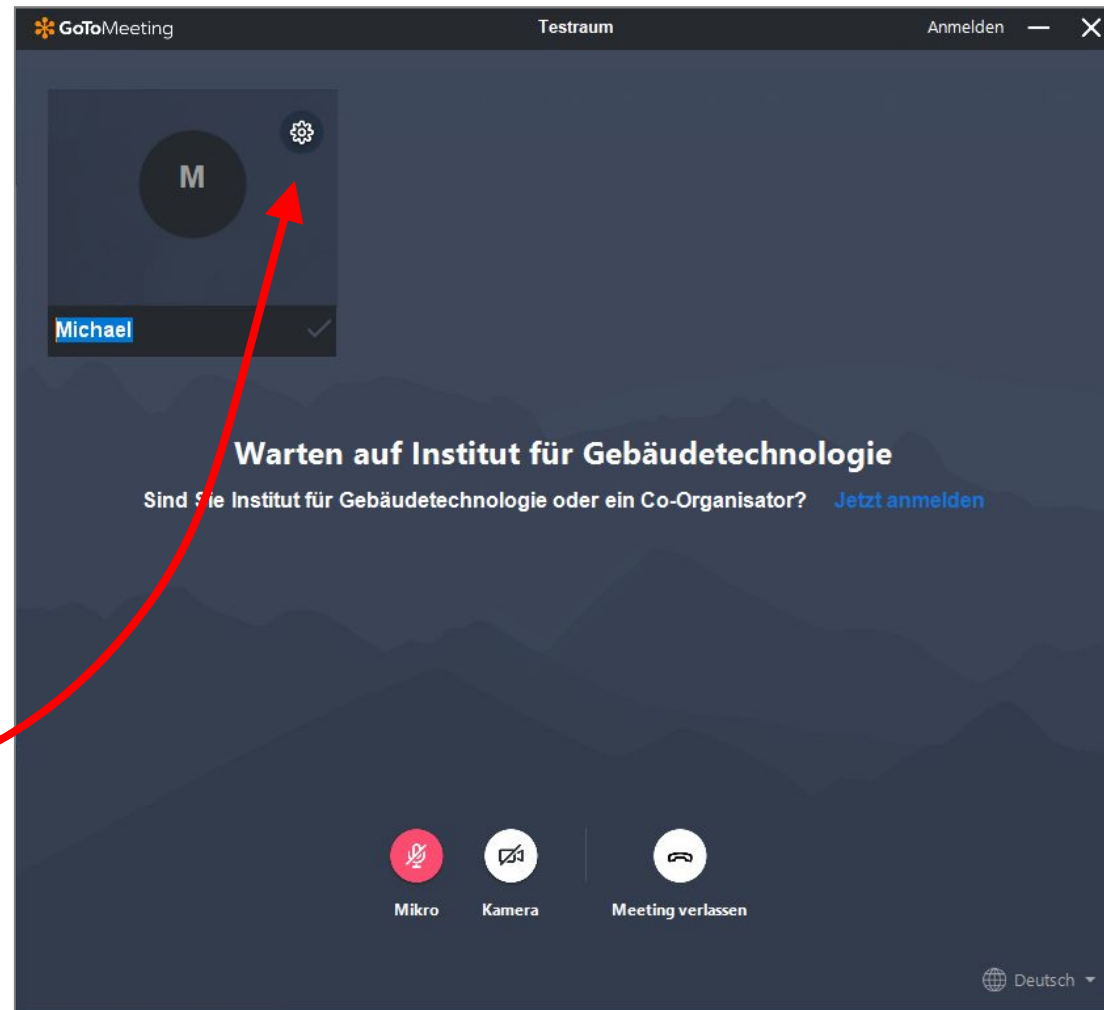 GoToMeeting Testraum Anmelden
M
Michael
Warten auf Institut für Gebäudetechnologie
Sind Sie Institut für Gebäudetechnologie oder ein Co-Organisator? Jetzt anmelden
Mikro Kamera Meeting verlassen
Deutsch